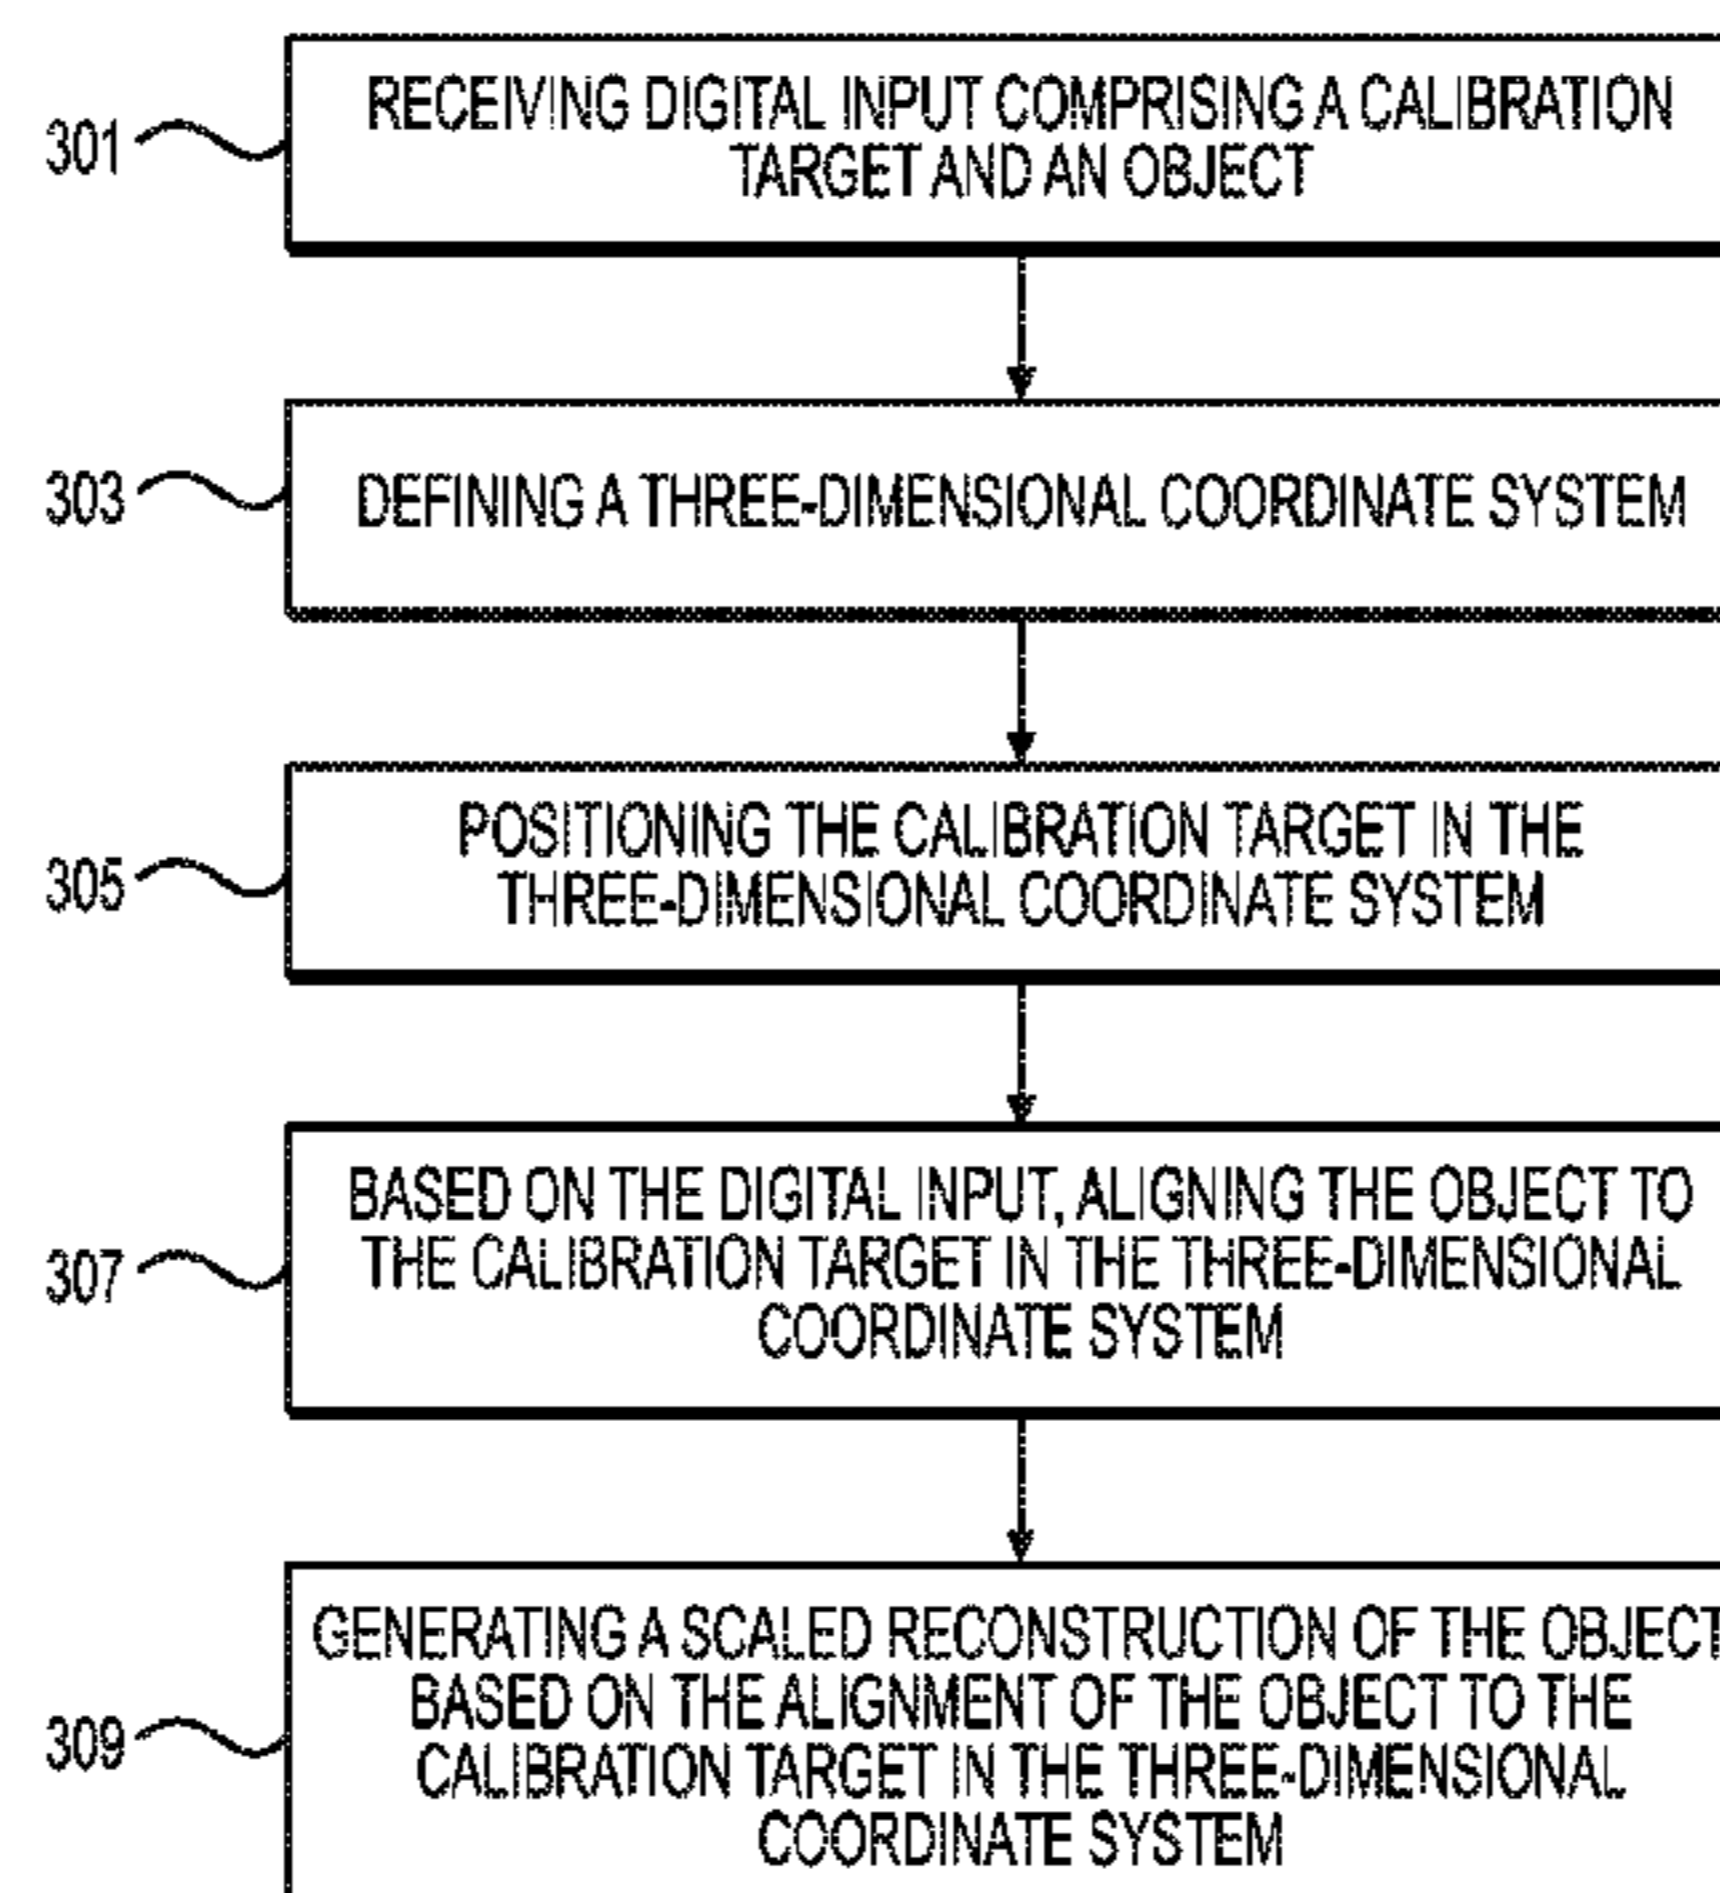 301
RECEIVING DIGITAL INPUT COMPRISING A CALIBRATION
TARGET AND AN OBJECT
303
DEFINING A THREE-DIMENSIONAL COORDINATE SYSTEM
305
POSITIONING THE CALIBRATION TARGET IN THE
THREE-DIMENSIONAL COORDINATE SYSTEM
307
BASED ON THE DIGITAL INPUT, ALIGNING THE OBJECT TO
THE CALIBRATION TARGET IN THE THREE-DIMENSIONAL
COORDINATE SYSTEM
309
GENERATING A SCALED RECONSTRUCTION OF THE OBJECT
BASED ON THE ALIGNMENT OF THE OBJECT TO THE
CALIBRATION TARGET IN THE THREE-DIMENSIONAL
COORDINATE SYSTEM